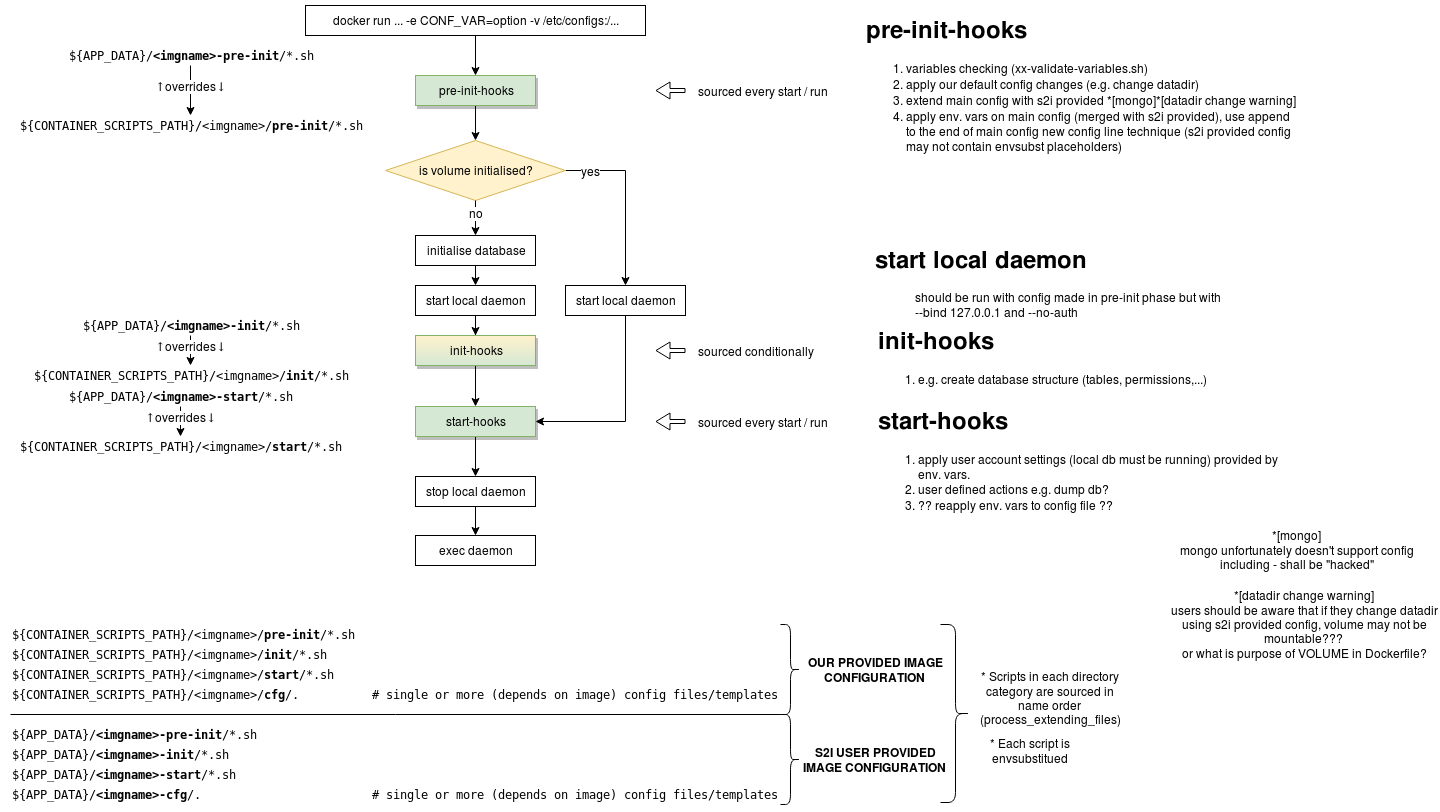 docker run ... -e CONF_VAR=option -v /etc/configs:/...
${APP_DATA}/<imgname>-pre-init/*.sh
↑overrides↓
${CONTAINER_SCRIPTS_PATH}/<imgname>/pre-init/*.sh
pre-init-hooks
sourced every start / run
is volume initialised?
yes
no
initialise database
start local daemon
start local daemon
${APP_DATA}/<imgname>-init/*.sh
↑overrides↓
${CONTAINER_SCRIPTS_PATH}/<imgname>/init/*.sh
init-hooks
sourced conditionally
${APP_DATA}/<imgname>-start/*.sh
↑overrides↓
${CONTAINER_SCRIPTS_PATH}/<imgname>/start/*.sh
start-hooks
sourced every start / run
stop local daemon
exec daemon
pre-init-hooks
1. variables checking (xx-validate-variables.sh)
2. apply our default config changes (e.g. change datadir)
3. extend main config with s2i provided *[mongo]*[datadir change warning]
4. apply env. vars on main config (merged with s2i provided), use append
to the end of main config new config line technique (s2i provided config
may not contain envsubst placeholders)
start local daemon
should be run with config made in pre-init phase but with
--bind 127.0.0.1 and --no-auth
init-hooks
1. e.g. create database structure (tables, permissions,...)
start-hooks
1. apply user account settings (local db must be running) provided by
env. vars.
2. user defined actions e.g. dump db?
3. ?? reapply env. vars to config file ??
*[mongo]
mongo unfortunately doesn't support config
including - shall be "hacked"
*[datadir change warning]
users should be aware that if they change datadir
using s2i provided config, volume may not be
mountable???
or what is purpose of VOLUME in Dockerfile?
${CONTAINER_SCRIPTS_PATH}/<imgname>/pre-init/*.sh
${CONTAINER_SCRIPTS_PATH}/<imgname>/init/*.sh
${CONTAINER_SCRIPTS_PATH}/<imgname>/start/*.sh
${CONTAINER_SCRIPTS_PATH}/<imgname>/cfg/. # single or more (depends on image) config files/templates
OUR PROVIDED IMAGE
CONFIGURATION
${APP_DATA}/<imgname>-pre-init/*.sh
${APP_DATA}/<imgname>-init/*.sh
${APP_DATA}/<imgname>-start/*.sh
${APP_DATA}/<imgname>-cfg/. # single or more (depends on image) config files/templates
S2I USER PROVIDED
IMAGE CONFIGURATION
* Scripts in each directory
category are sourced in
name order
(process_extending_files)
* Each script is
envsubstitued